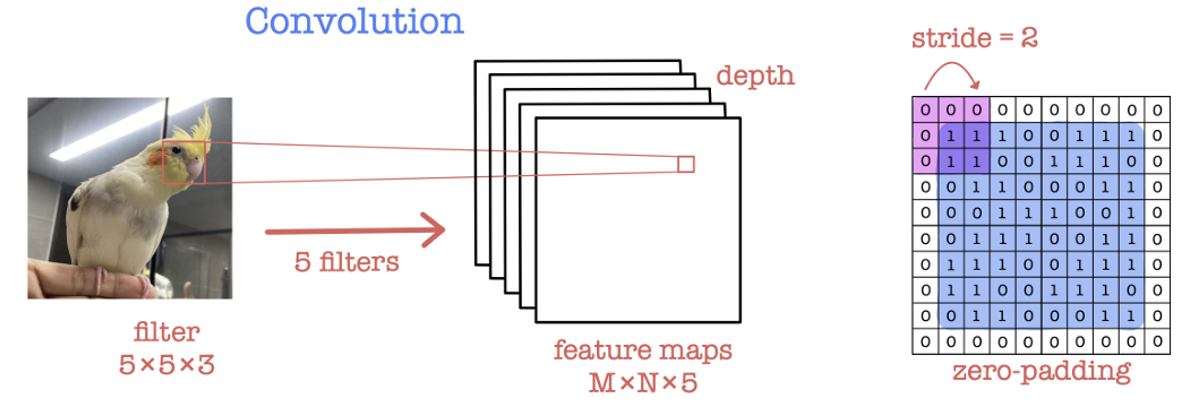 Convolution
depth
5 filters
filter
5×5×3
feature maps
M×N×5
stride = 2
0 0 0 0 0 0 0 0 0 0
0 1 1 1 0 0 1 1 1 0
0 1 1 0 0 1 1 1 0 0
0 0 1 1 0 0 0 1 1 0
0 0 0 1 1 1 0 0 1 0
0 0 1 1 1 0 0 1 1 0
0 1 1 1 0 0 1 1 1 0
0 1 1 0 0 1 1 1 0 0
0 0 1 1 0 0 0 1 1 0
0 0 0 0 0 0 0 0 0 0
zero-padding